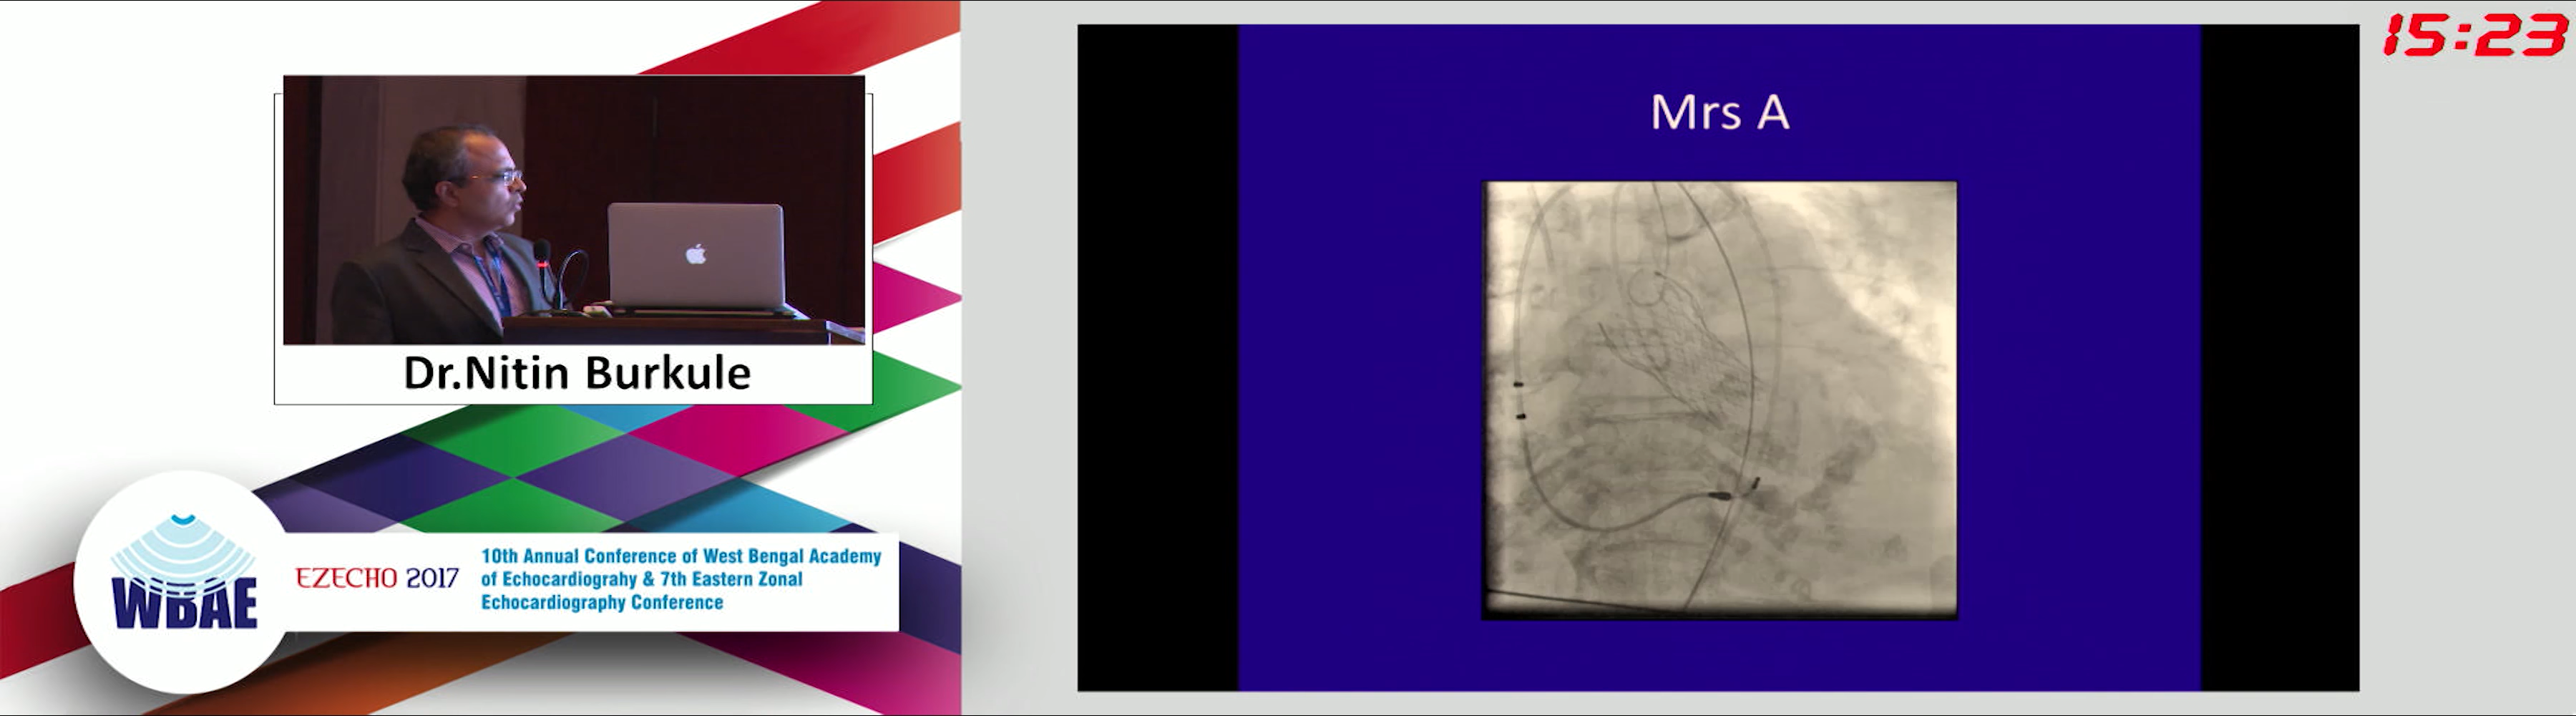 15:23
Mrs A
Dr.Nitin Burkule
WBAE
EZECHO 2017
10th Annual Conference of West Bengal Academy
of Echocardiograhy & 7th Eastern Zonal
Echocardiography Conference